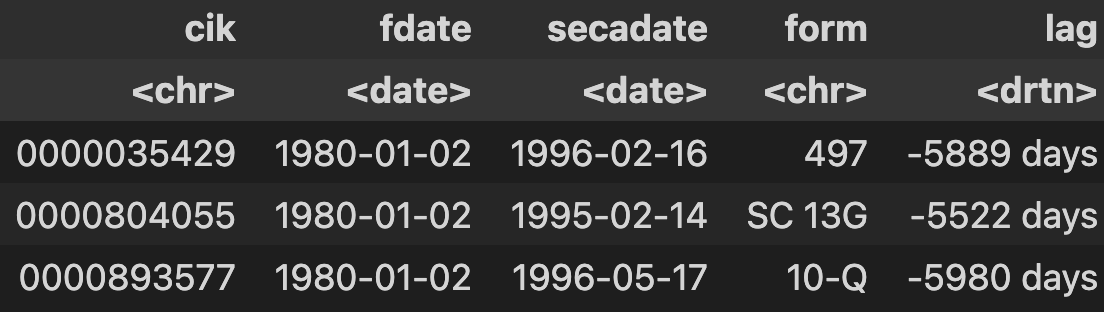 cik fdate secadate form lag
<chr> <date> <date> <chr> <drtn>
0000035429 1980-01-02 1996-02-16 497 -5889 days
0000804055 1980-01-02 1995-02-14 SC 13G -5522 days
0000893577 1980-01-02 1996-05-17 10-Q -5980 days